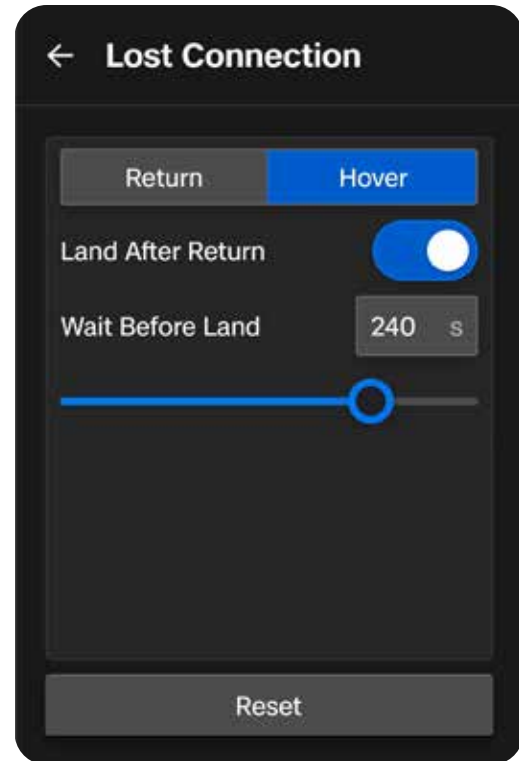 Lost Connection
Return Hover
Land After Return
Wait Before Land 240 s
Reset